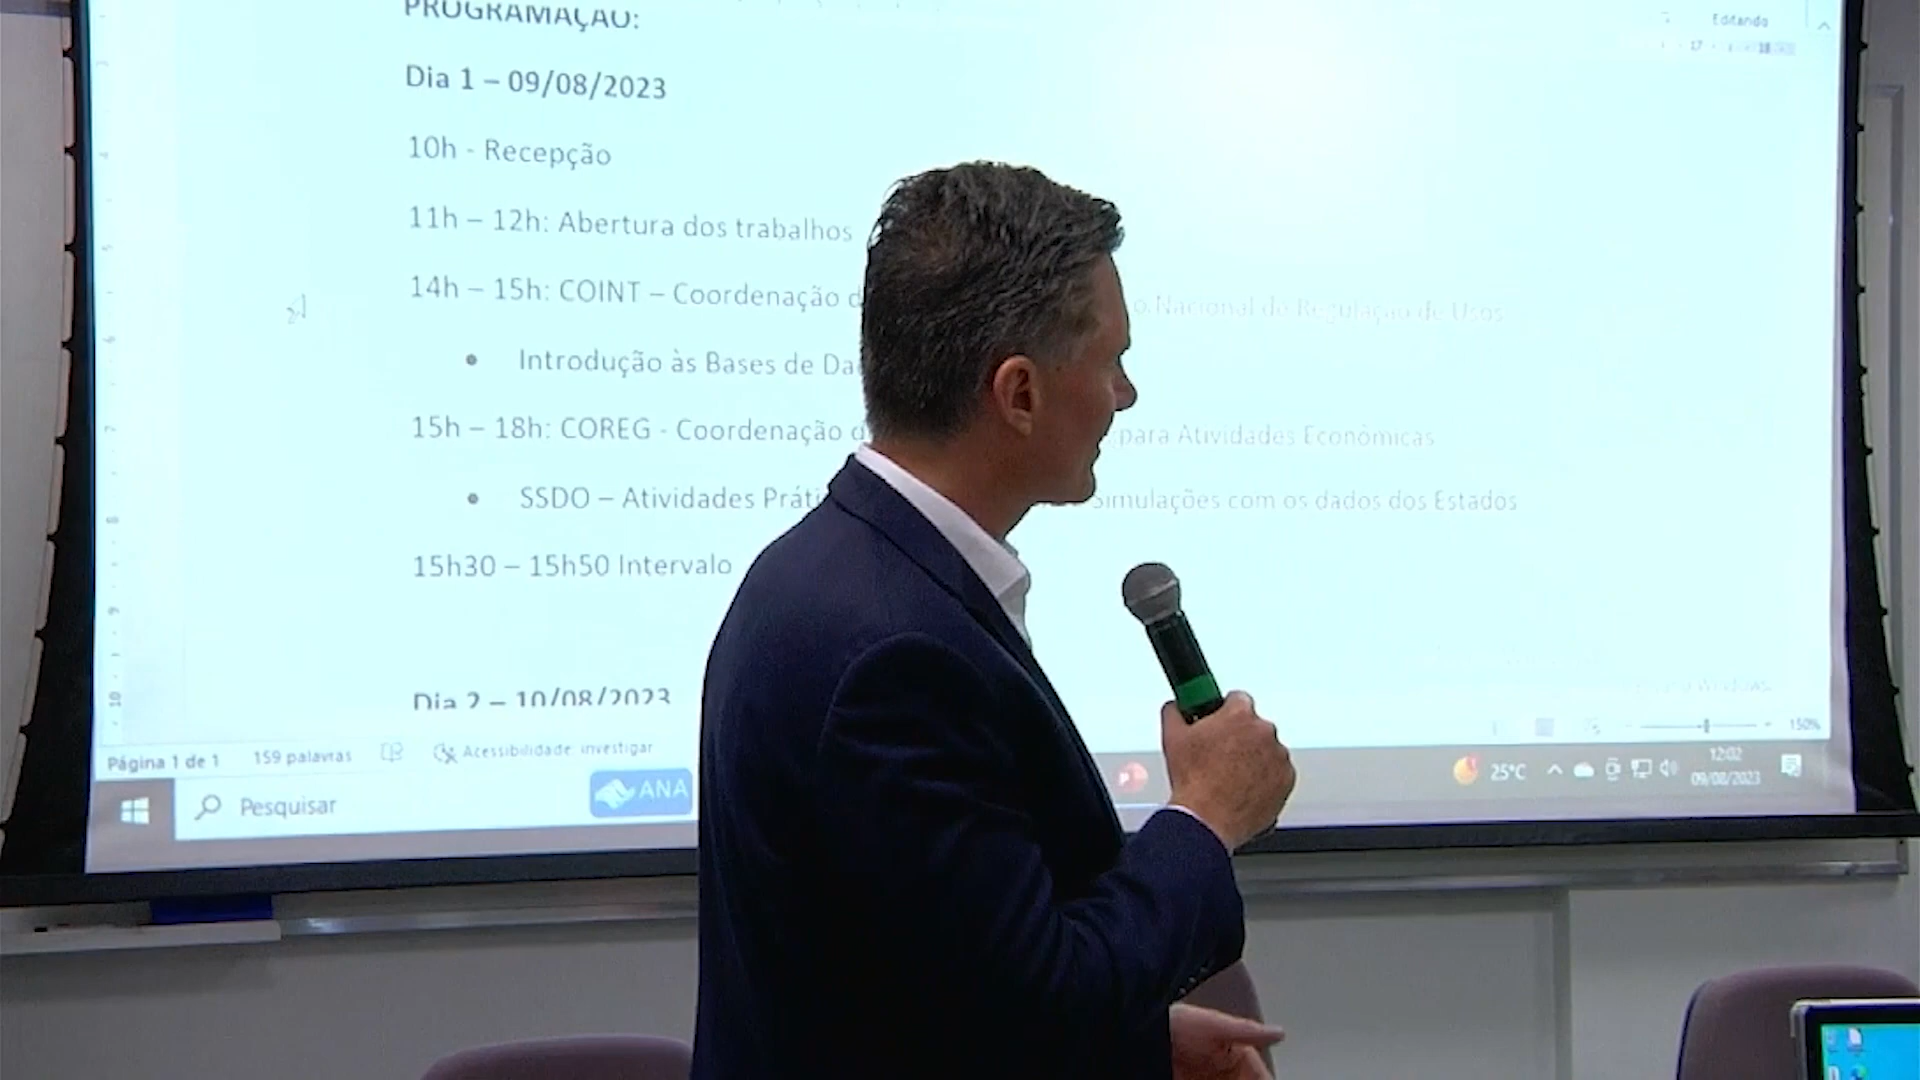 PROGRAMAÇÃO:
Editando
17
18
Dia 1 – 09/08/2023
10h - Recepção
11h – 12h: Abertura dos trabalhos
14h – 15h: COINT – Coordenação d o Nacional de Regulação de Usos
• Introdução às Bases de Da
15h – 18h: COREG - Coordenação d para Atividades Econômicas
• SSDO – Atividades Práti Simulações com os dados dos Estados
15h30 – 15h50 Intervalo
Dia 2 – 10/08/2023
Página 1 de 1 159 palavras Acessibilidade: investigar 150%
Pesquisar ANA 25°C 12:02
09/08/2023